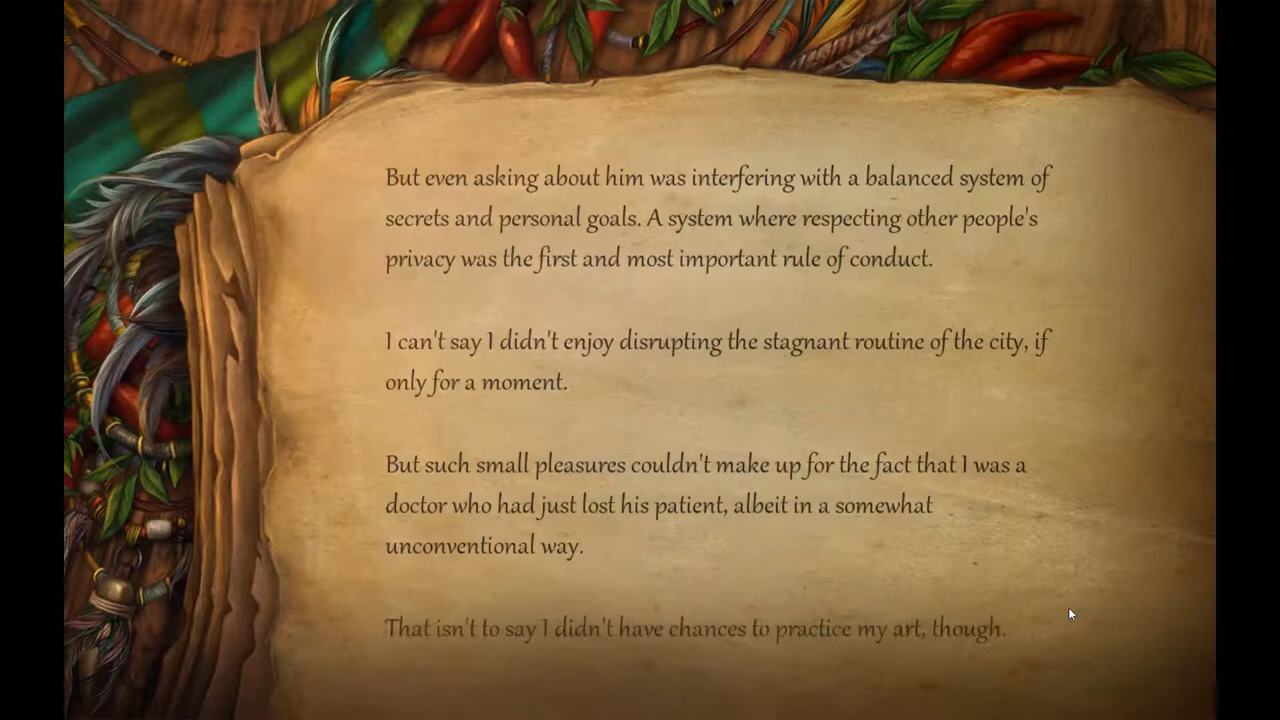 But even asking about him was interfering with a balanced system of
secrets and personal goals. A system where respecting other people's
privacy was the first and most important rule of conduct.
I can't say I didn't enjoy disrupting the stagnant routine of the city, if
only for a moment.
But such small pleasures couldn't make up for the fact that I was a
doctor who had just lost his patient, albeit in a somewhat
unconventional way.
That isn't to say I didn't have chances to practice my art, though.